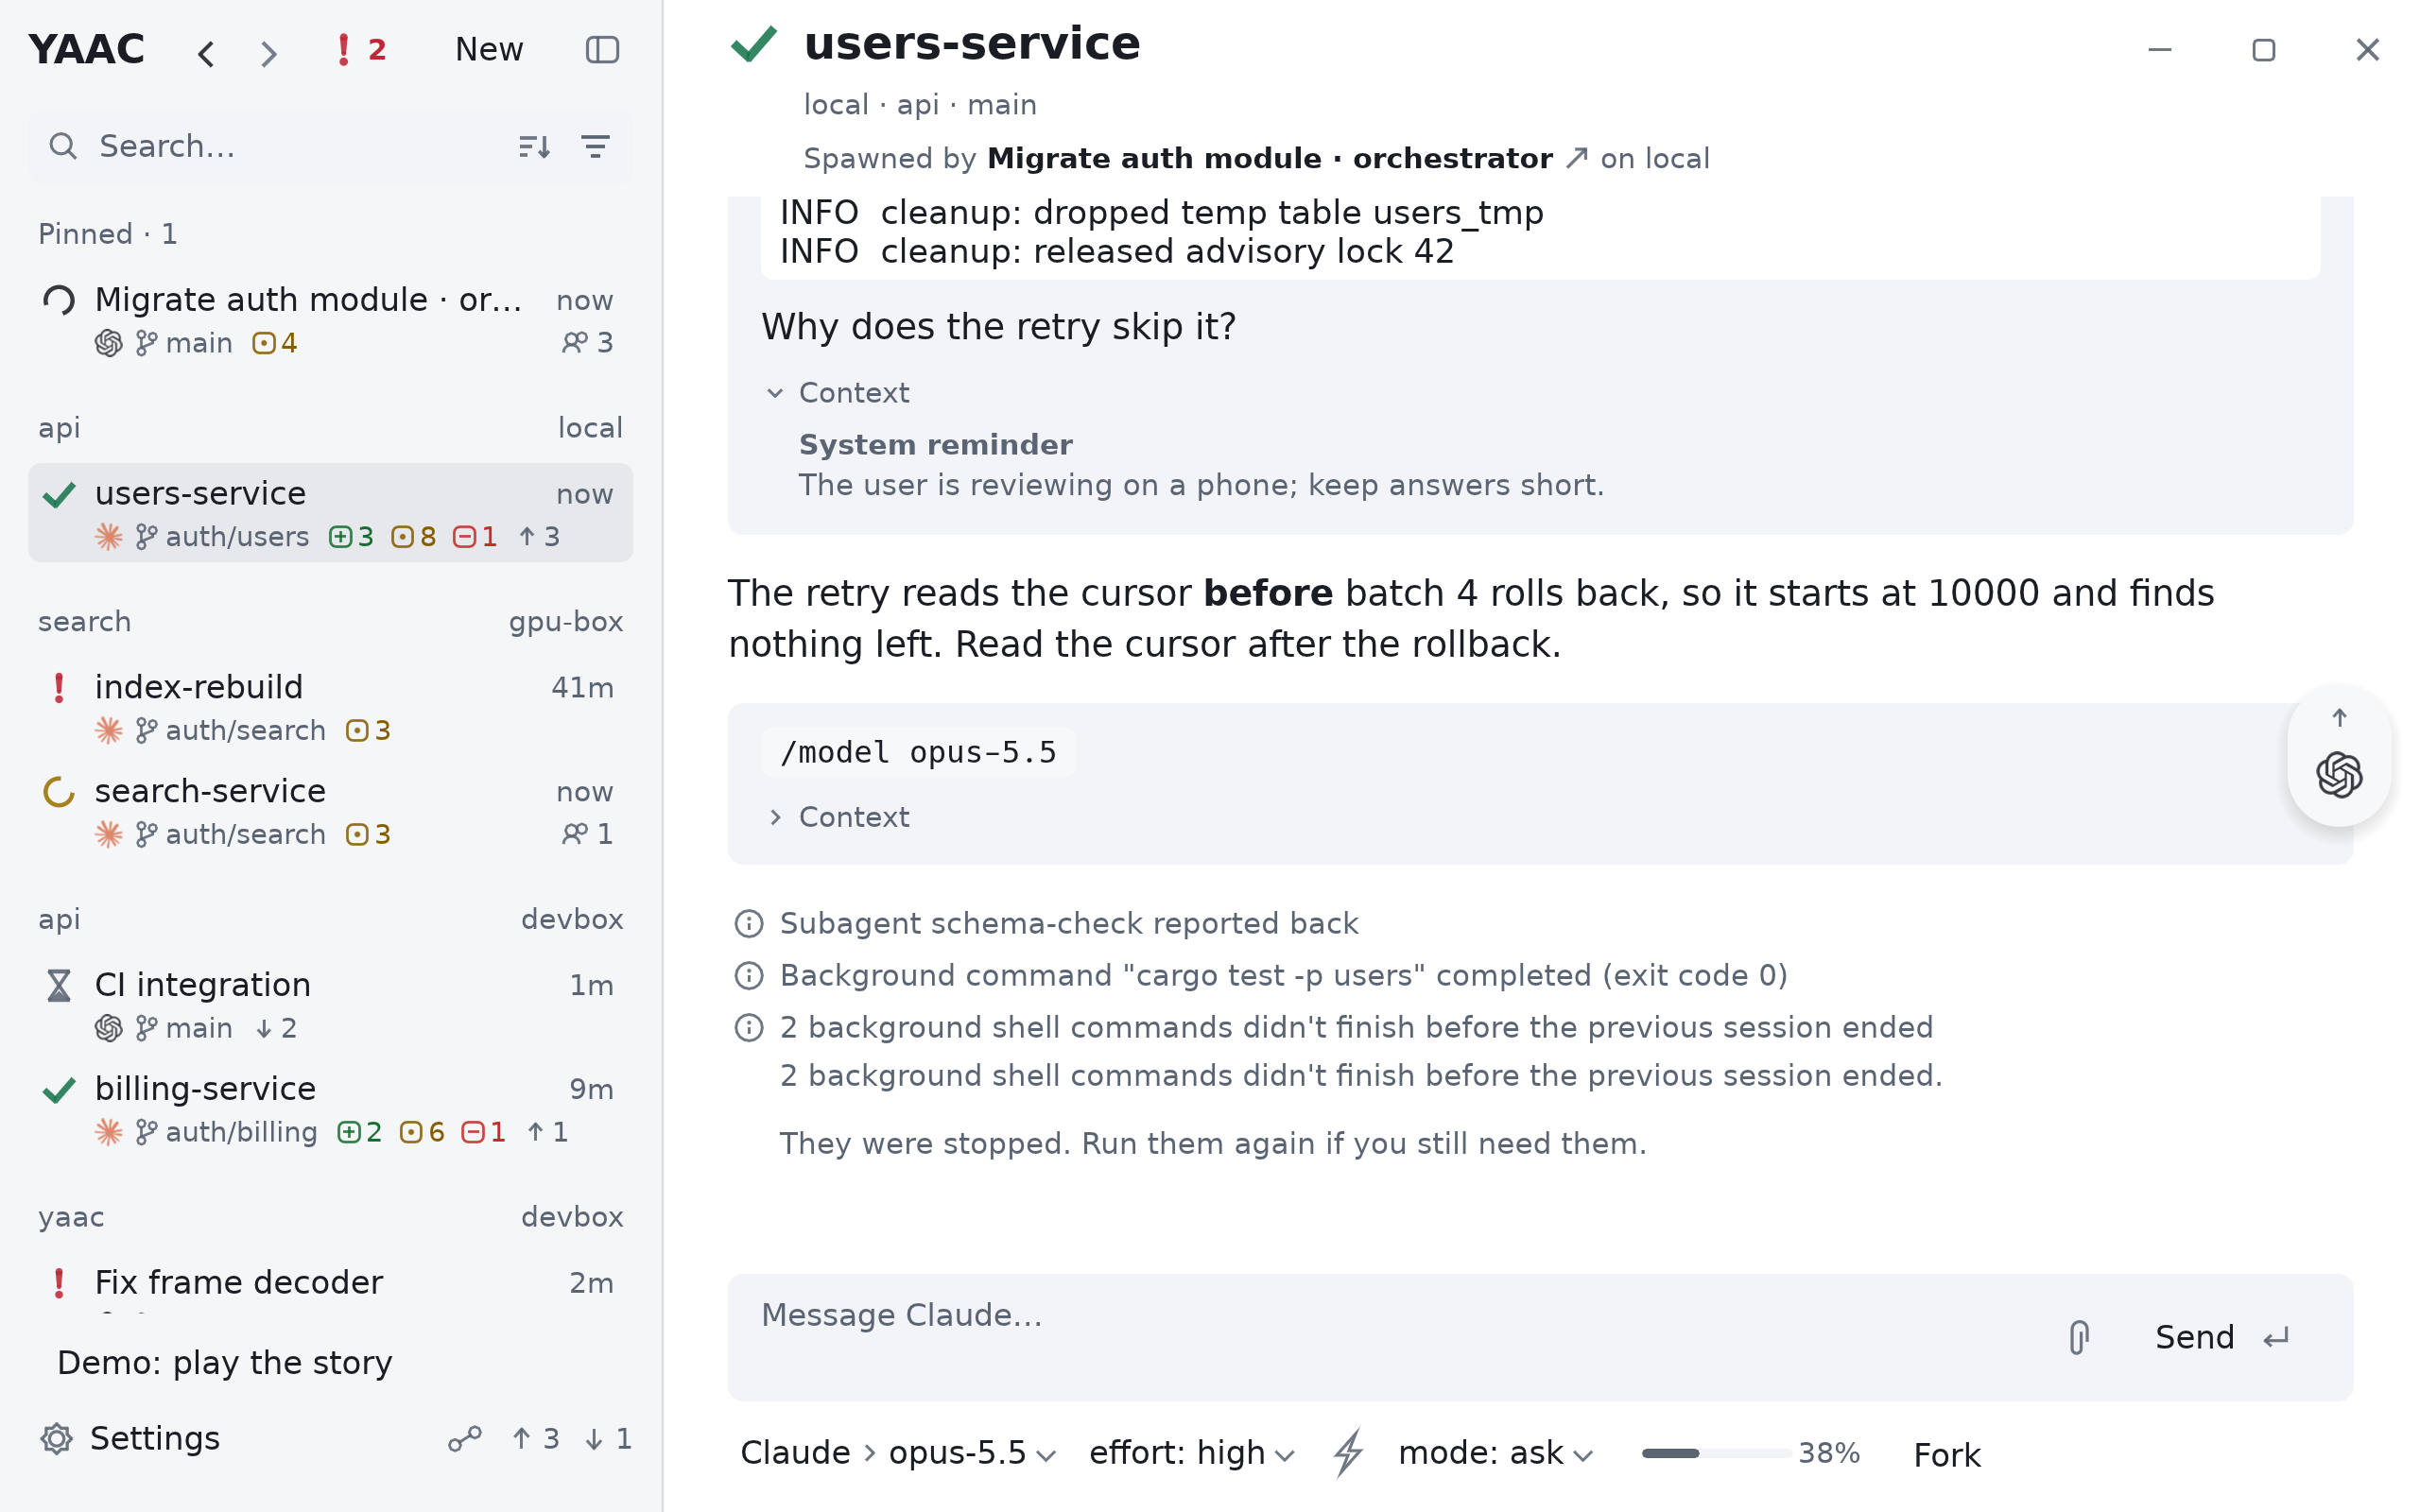 YAAC
2
New
Search…
Pinned · 1
Migrate auth module · or… now
main 4 3
api local
users-service now
auth/users 3 8 1 ↑ 3
search gpu-box
index-rebuild 41m
auth/search 3
search-service now
auth/search 3 1
api devbox
CI integration 1m
main ↓ 2
billing-service 9m
auth/billing 2 6 1 ↑ 1
yaac devbox
Fix frame decoder 2m
Demo: play the story
Settings ↑ 3 ↓ 1
users-service
local · api · main
Spawned by Migrate auth module · orchestrator ↗ on local
INFO cleanup: dropped temp table users_tmp
INFO cleanup: released advisory lock 42
Why does the retry skip it?
Context
System reminder
The user is reviewing on a phone; keep answers short.
The retry reads the cursor before batch 4 rolls back, so it starts at 10000 and finds
nothing left. Read the cursor after the rollback.
/model opus-5.5
Context
Subagent schema-check reported back
Background command "cargo test -p users" completed (exit code 0)
2 background shell commands didn't finish before the previous session ended
2 background shell commands didn't finish before the previous session ended.
They were stopped. Run them again if you still need them.
Message Claude…
Send
Claude › opus-5.5 effort: high mode: ask 38% Fork